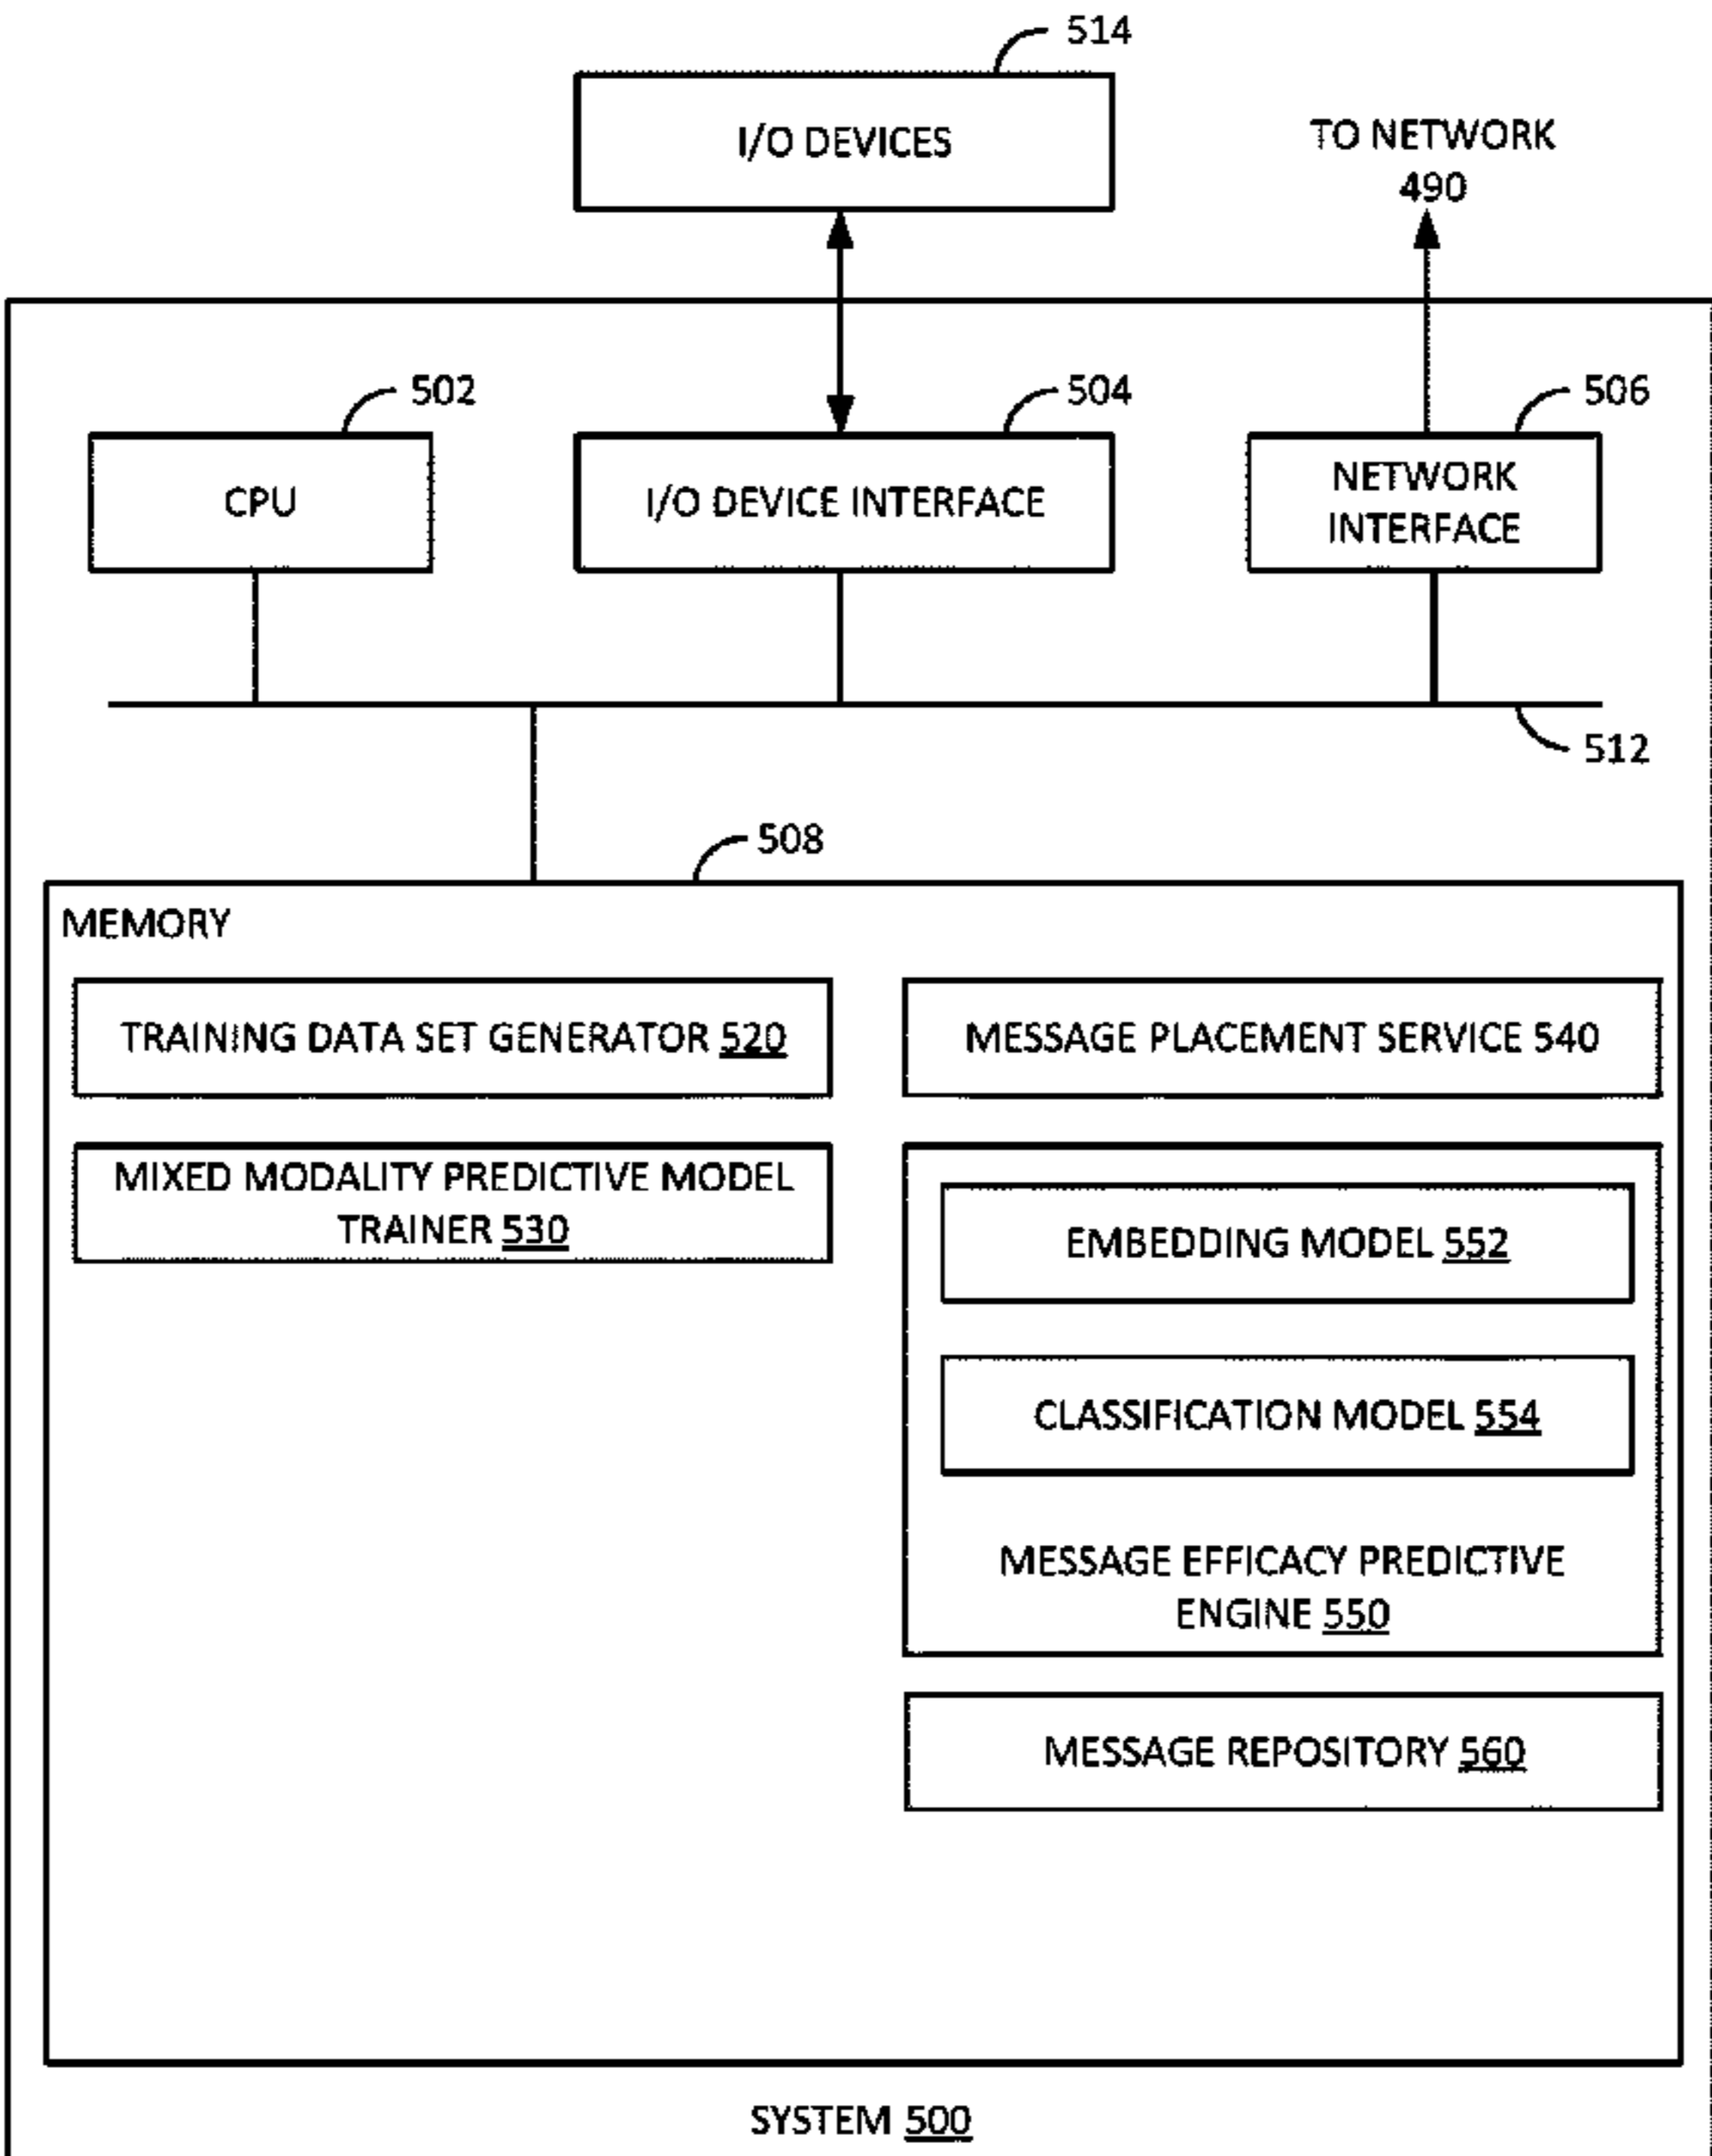 514
I/O DEVICES
TO NETWORK
490
502
504
506
CPU
I/O DEVICE INTERFACE
NETWORK
INTERFACE
512
508
MEMORY
TRAINING DATA SET GENERATOR 520
MESSAGE PLACEMENT SERVICE 540
MIXED MODALITY PREDICTIVE MODEL
TRAINER 530
EMBEDDING MODEL 552
CLASSIFICATION MODEL 554
MESSAGE EFFICACY PREDICTIVE
ENGINE 550
MESSAGE REPOSITORY 560
SYSTEM 500